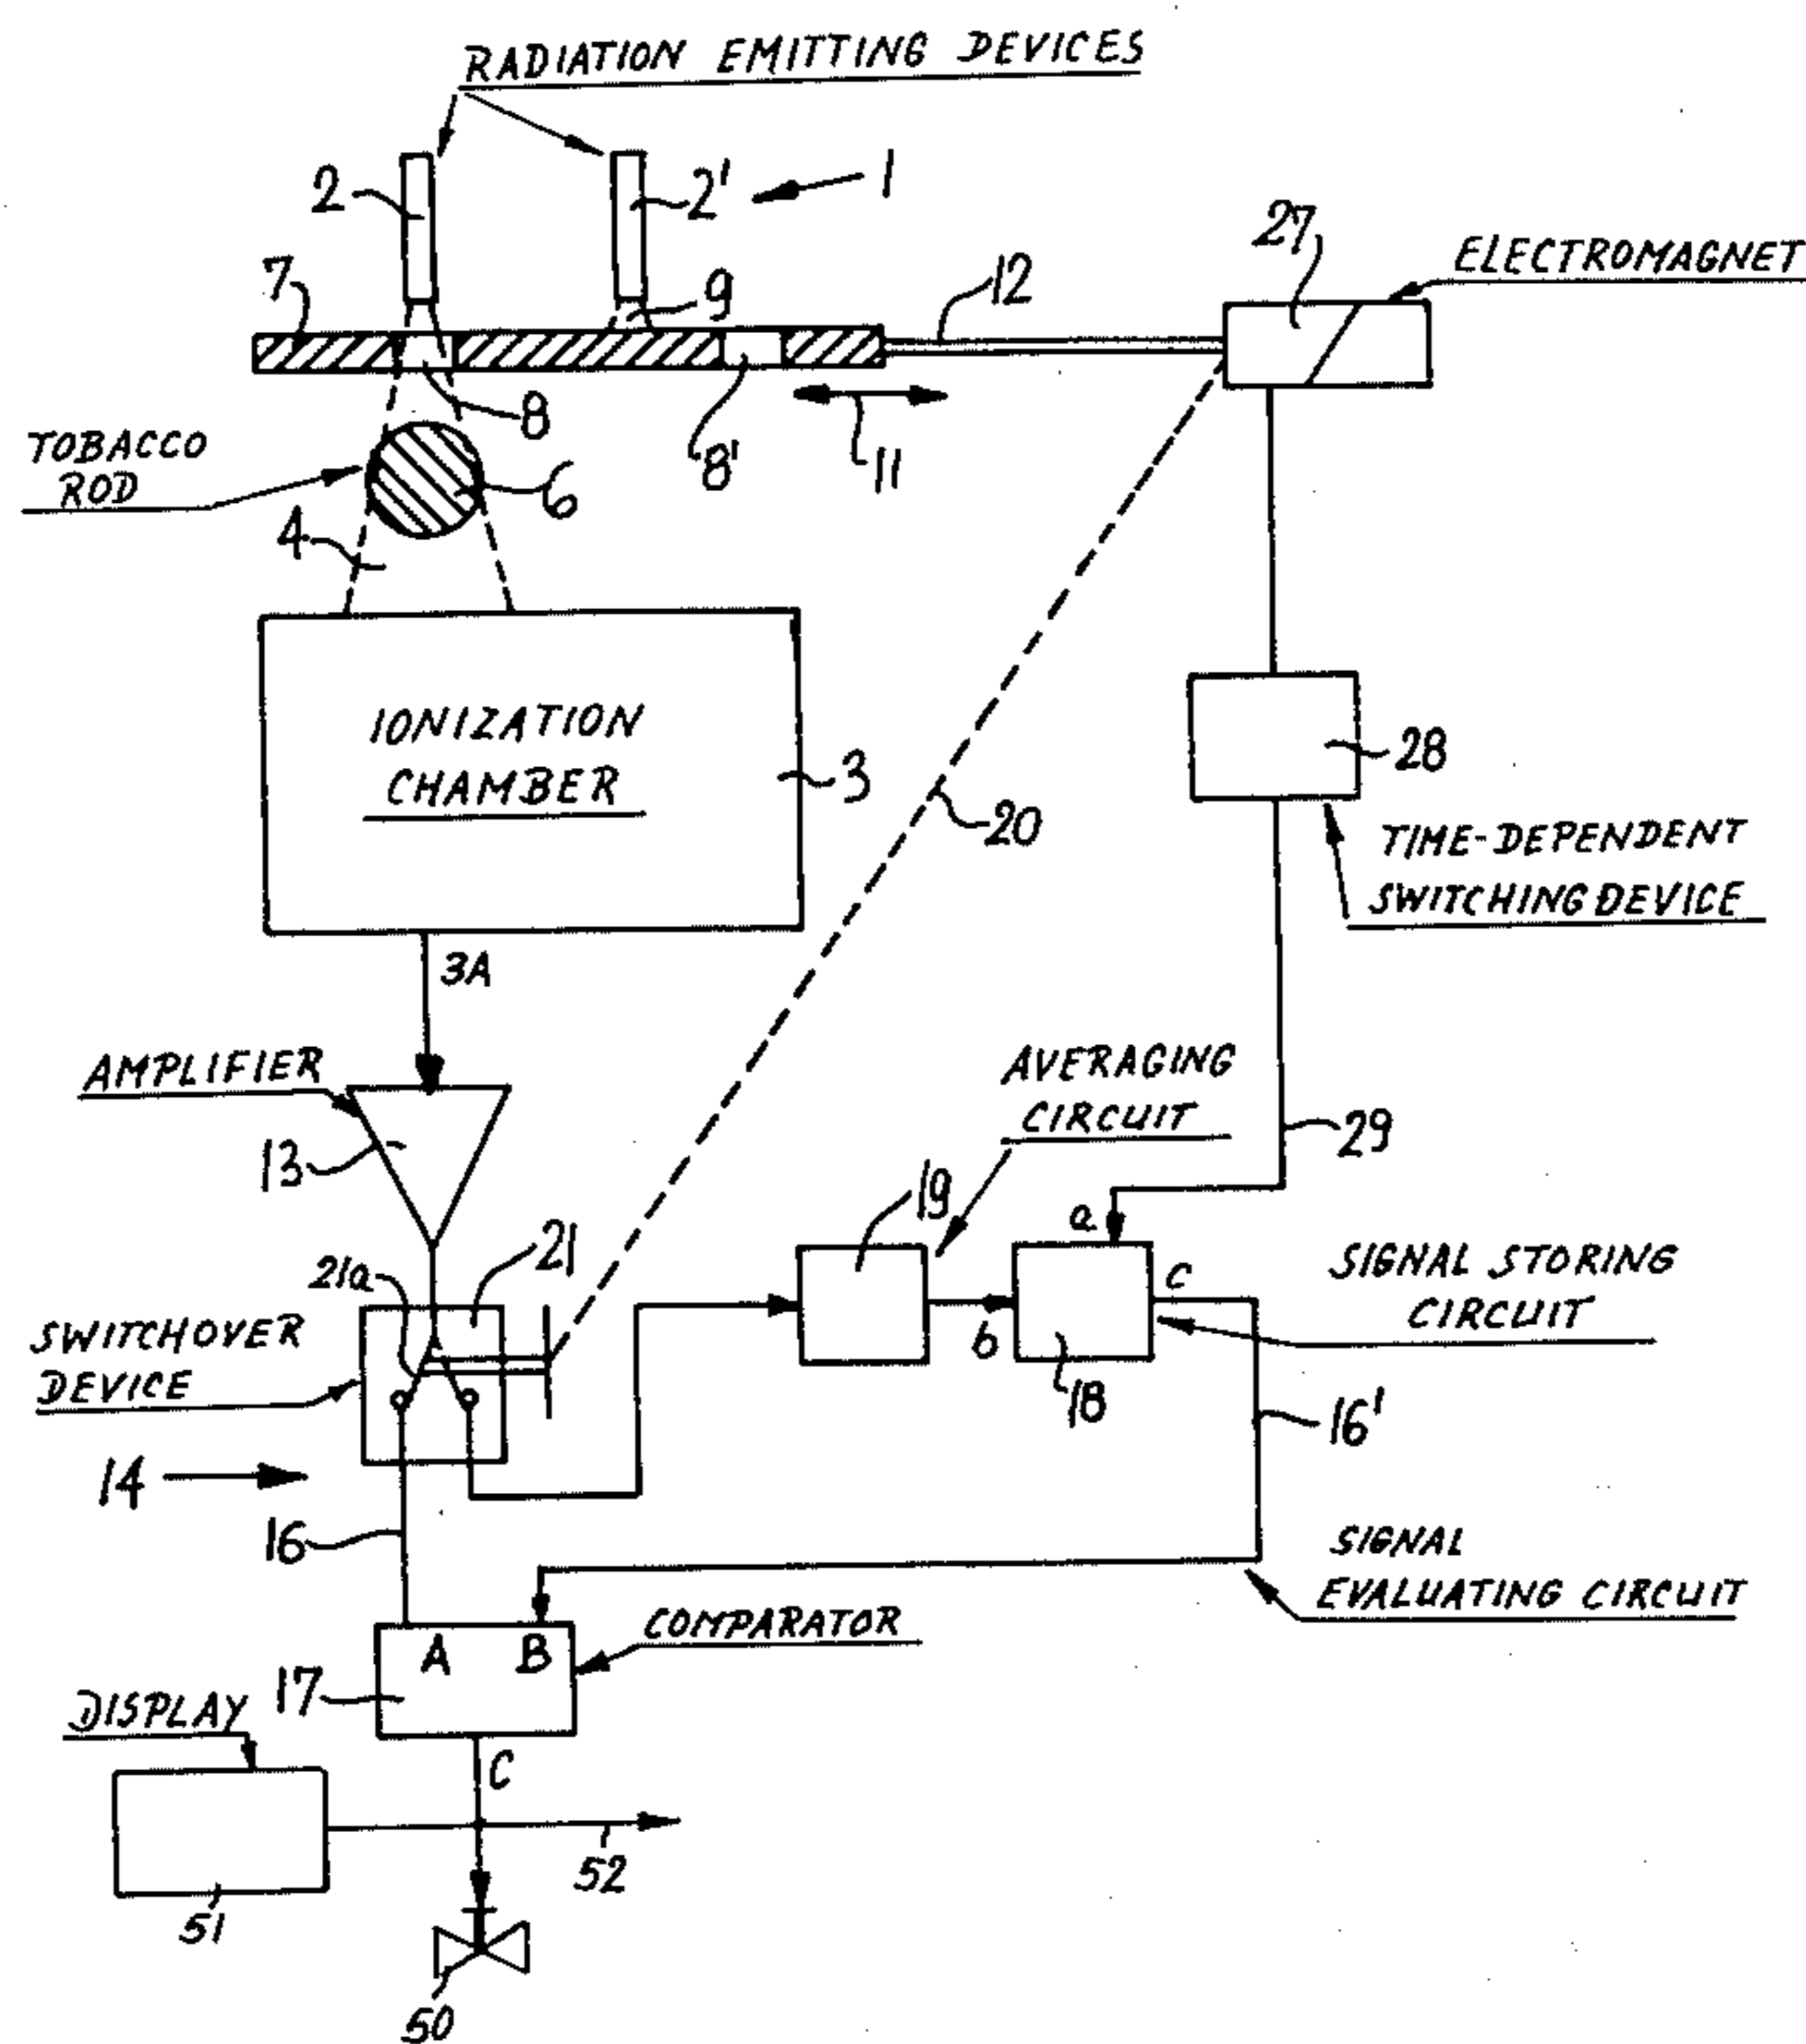 RADIATION EMITTING DEVICES
2
2'
1
27
ELECTROMAGNET
7
9
12
8
8'
11
TOBACCO
ROD
6
4
IONIZATION
CHAMBER
3
28
20
TIME-DEPENDENT
SWITCHING DEVICE
3A
AMPLIFIER
AVERAGING
CIRCUIT
13
29
19
a
21a
21
c
SIGNAL STORING
CIRCUIT
SWITCHOVER
DEVICE
b
18
16'
14
16
SIGNAL
EVALUATING CIRCUIT
COMPARATOR
A B
17
DISPLAY
C
52
51
50